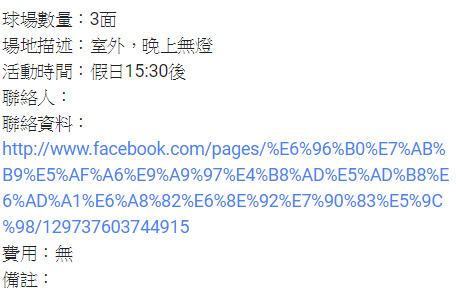 球場數量：3面
場地描述：室外，晚上無燈
活動時間：假日15:30後
聯絡人：
聯絡資料：
http://www.facebook.com/pages/%E6%96%B0%E7%AB%
B9%E5%AF%A6%E9%A9%97%E4%B8%AD%E5%AD%B8%E
6%AD%A1%E6%A8%82%E6%8E%92%E7%90%83%E5%9C
%98/129737603744915
費用：無
備註：